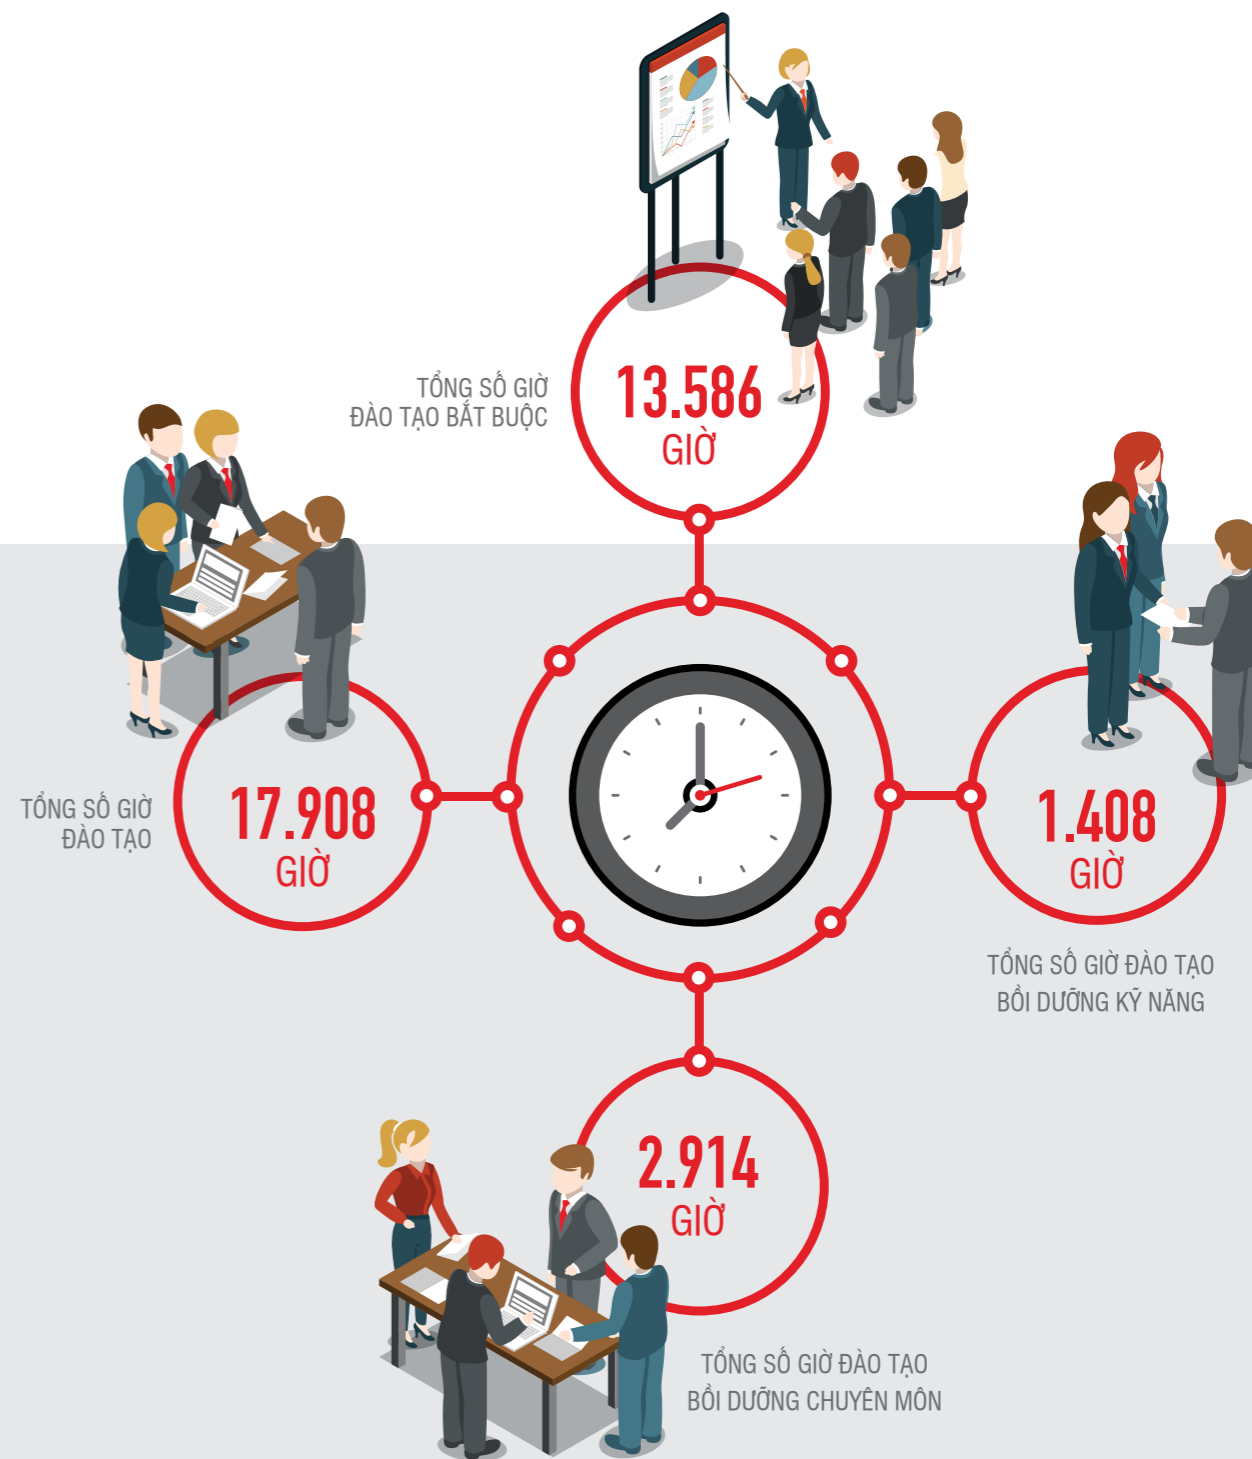 TỔNG SỐ GIỜ
ĐÀO TẠO BẮT BUỘC
13.586
GIỜ
TỔNG SỐ GIỜ
ĐÀO TẠO
17.908
GIỜ
1.408
GIỜ
TỔNG SỐ GIỜ ĐÀO TẠO
BỒI DƯỠNG KỸ NĂNG
2.914
GIỜ
TỔNG SỐ GIỜ ĐÀO TẠO
BỒI DƯỠNG CHUYÊN MÔN